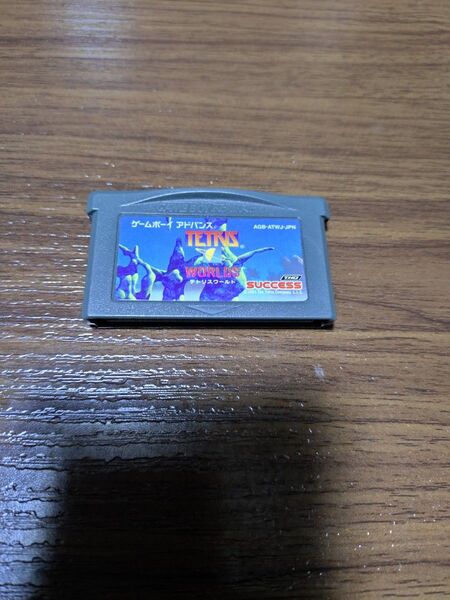 ゲームボーイ アドバンス
AGB-ATWJ-JPN
TETRIS
WORLDS
テトリスワールド
THQ
SUCCESS